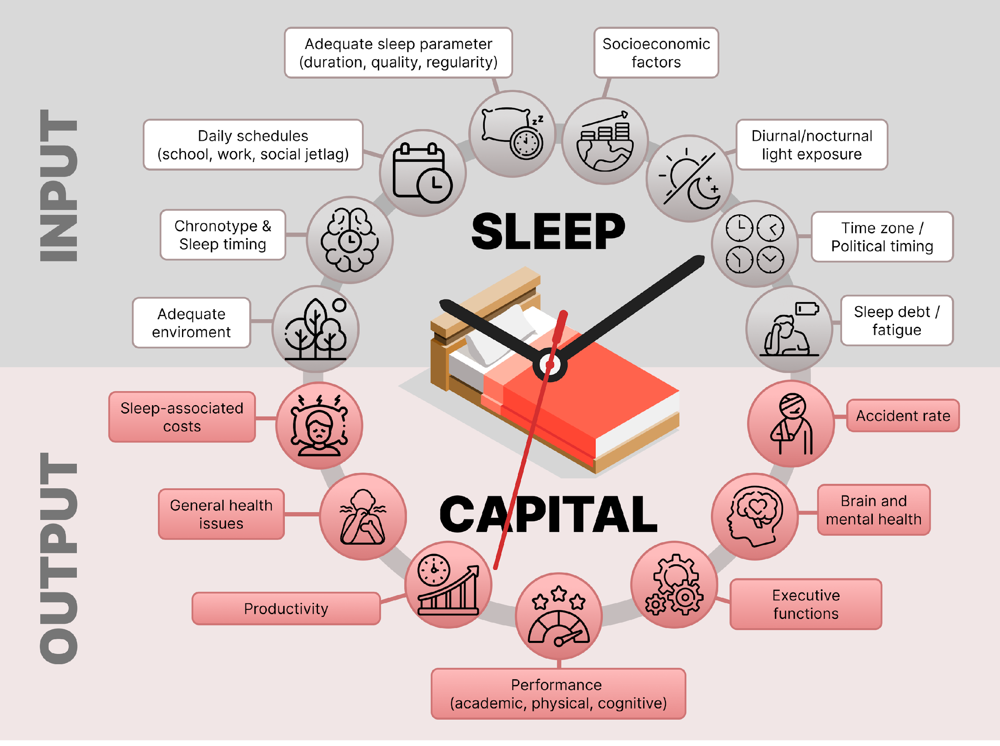 Adequate sleep parameter
(duration, quality, regularity)
Socioeconomic
factors
Daily schedules
(school, work, social jetlag)
Diurnal/nocturnal
light exposure
INPUT
Chronotype &
Sleep timing
SLEEP
Time zone /
Political timing
Adequate
enviroment
Sleep debt /
fatigue
Sleep-associated
costs
Accident rate
OUTPUT
General health
issues
CAPITAL
Brain and
mental health
Productivity
Executive
functions
Performance
(academic, physical, cognitive)
zZ